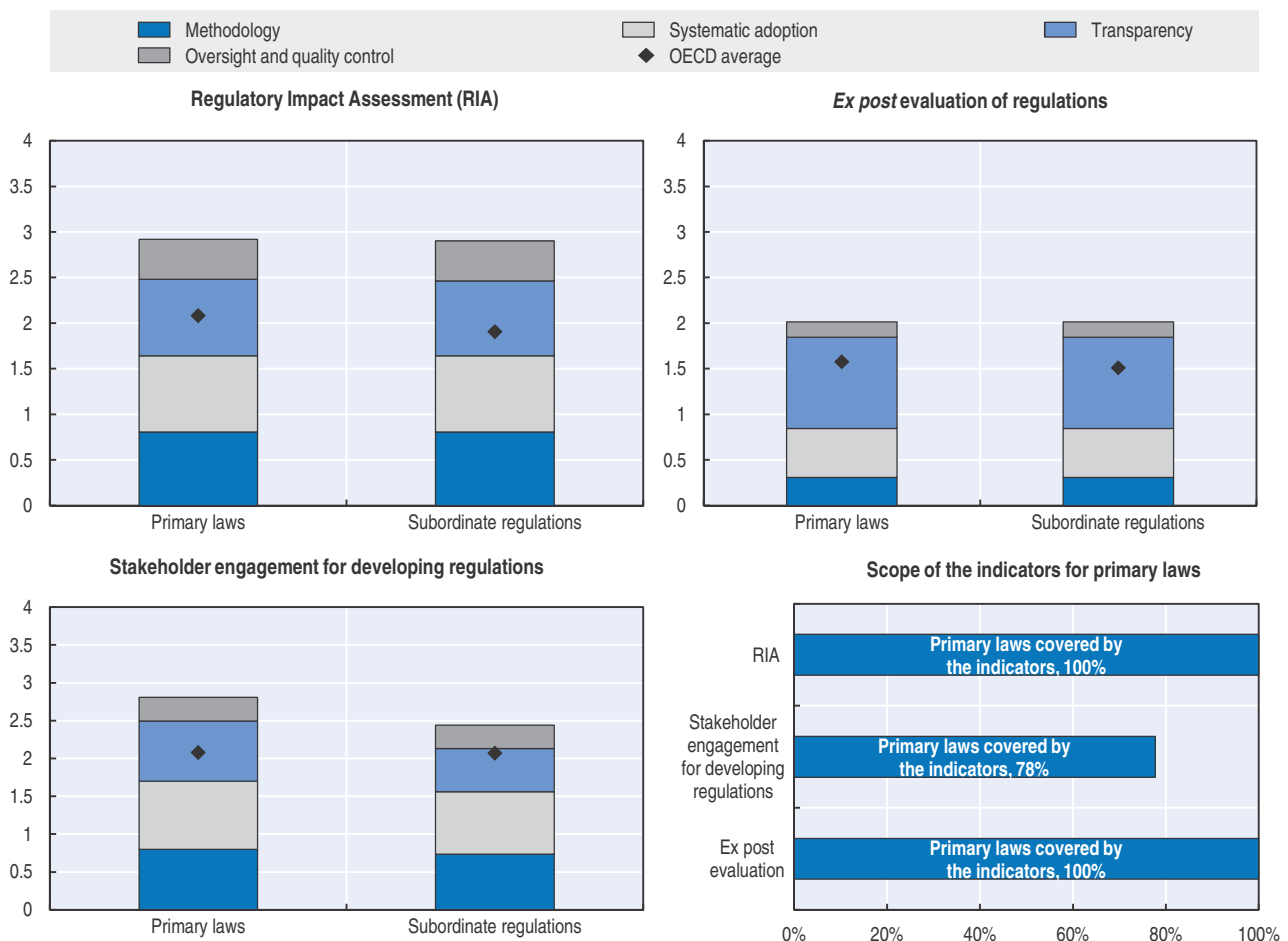 Methodology
Systematic adoption
Transparency
Oversight and quality control
OECD average
Regulatory Impact Assessment (RIA)
4
3.5
3
2.5
2
1.5
1
0.5
0
Primary laws
Subordinate regulations
Ex post evaluation of regulations
4
3.5
3
2.5
2
1.5
1
0.5
0
Primary laws
Subordinate regulations
Stakeholder engagement for developing regulations
4
3.5
3
2.5
2
1.5
1
0.5
0
Primary laws
Subordinate regulations
Scope of the indicators for primary laws
RIA
Primary laws covered by
the indicators, 100%
Stakeholder
engagement
for developing
regulations
Primary laws covered by
the indicators, 78%
Ex post
evaluation
Primary laws covered by
the indicators, 100%
0%
20%
40%
60%
80%
100%